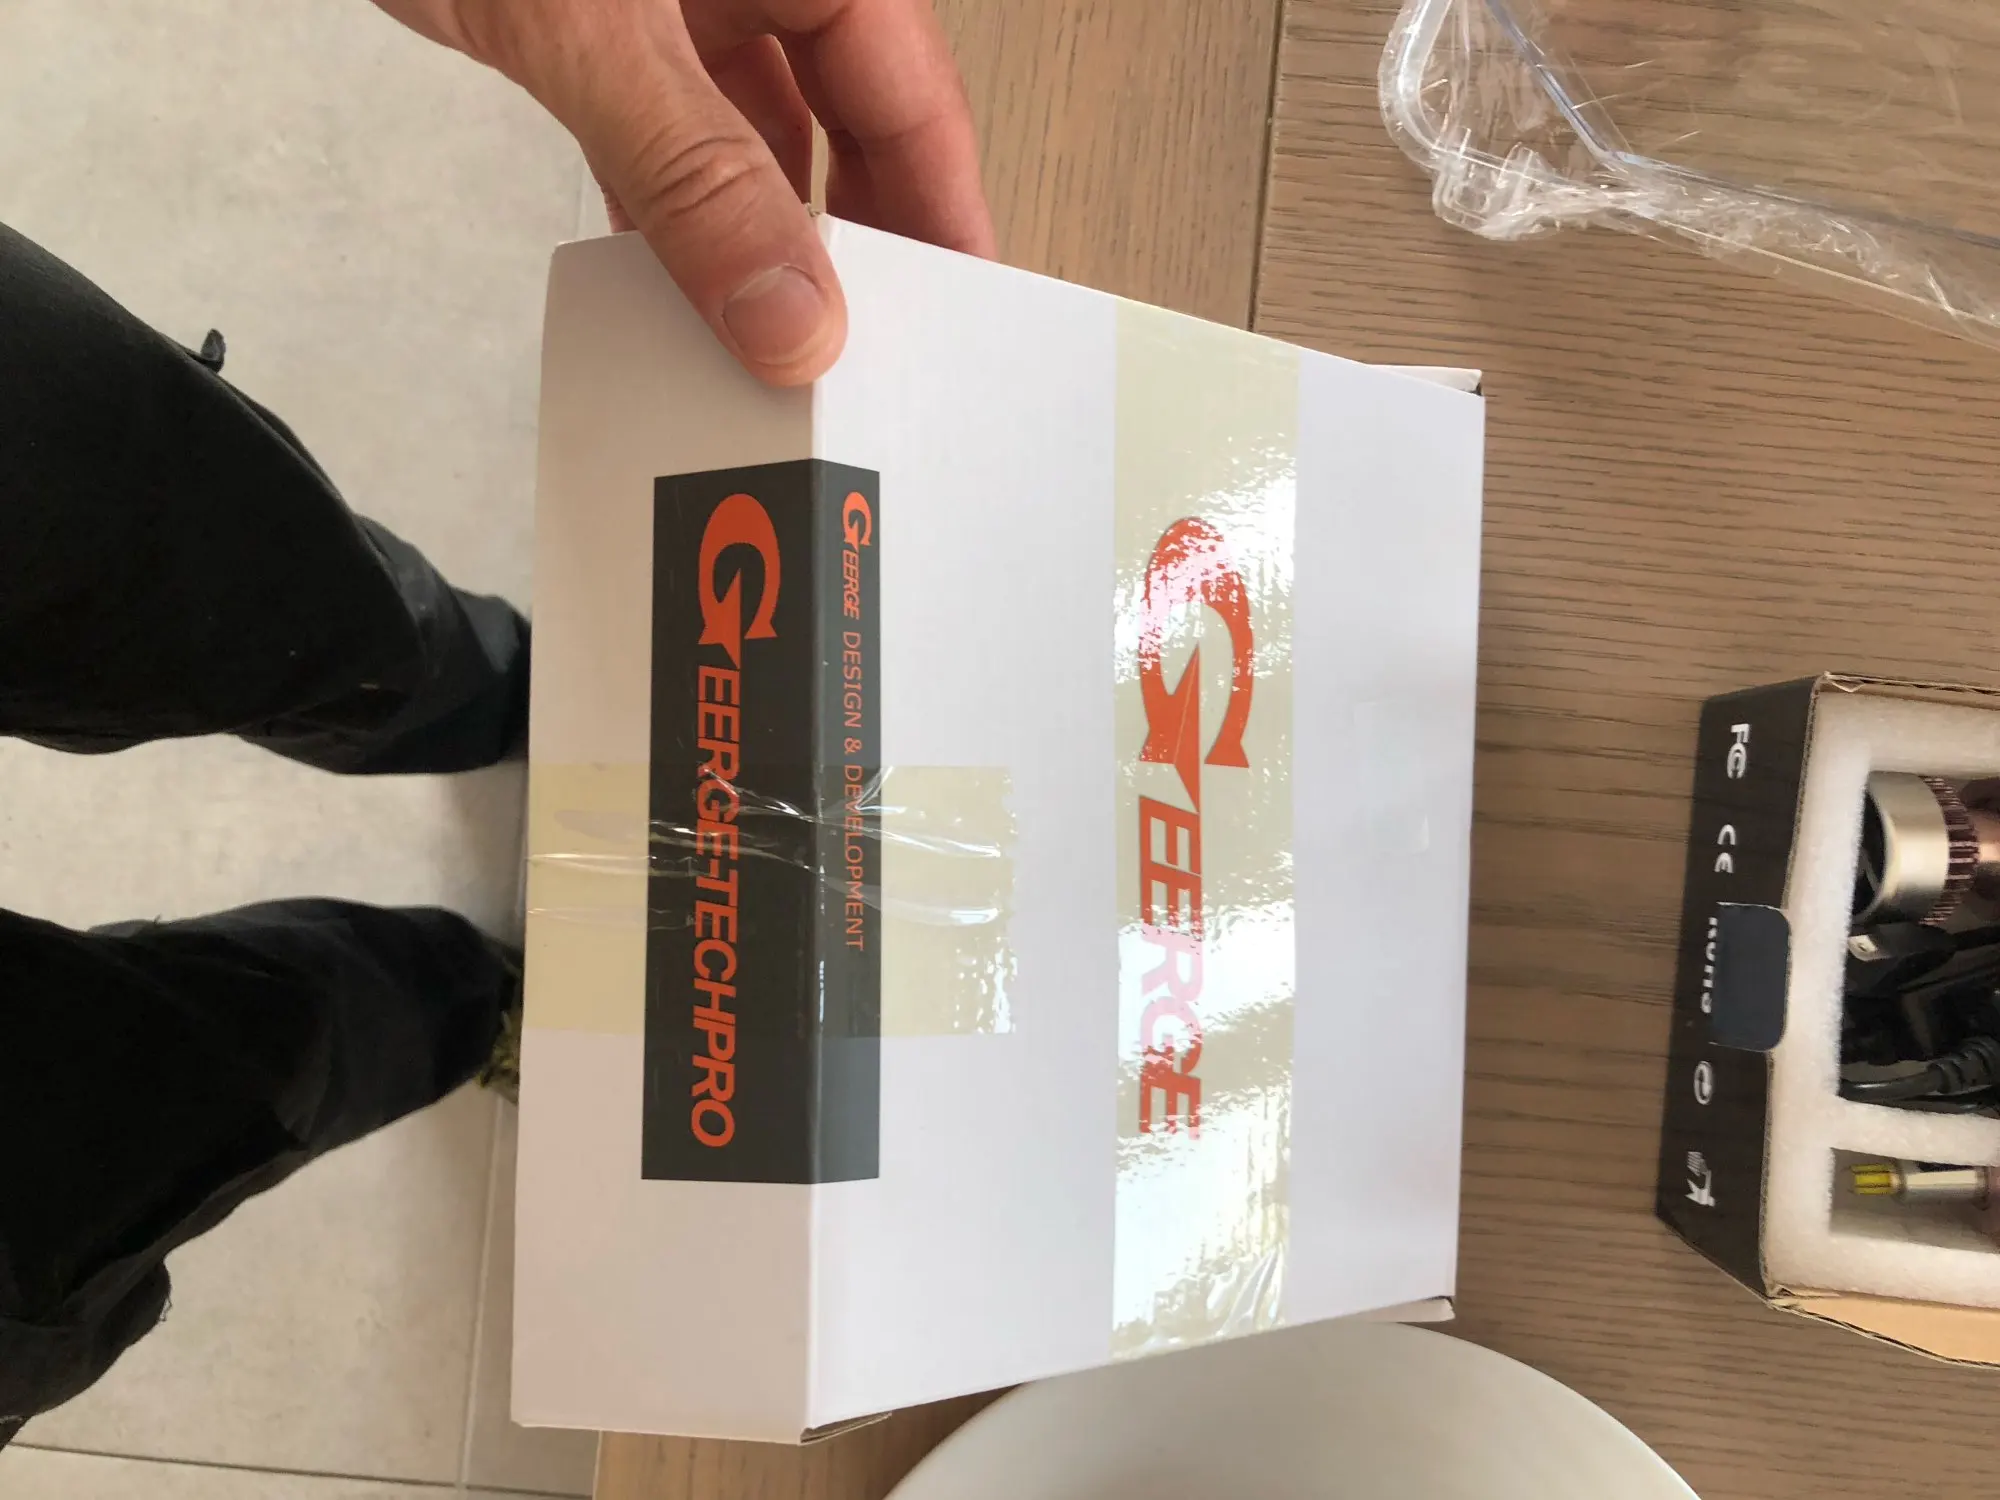 GEERGE-TECHPRO
GEERGE DESIGN & DEVELOPMENT
GEERGE
FC CE RoHS